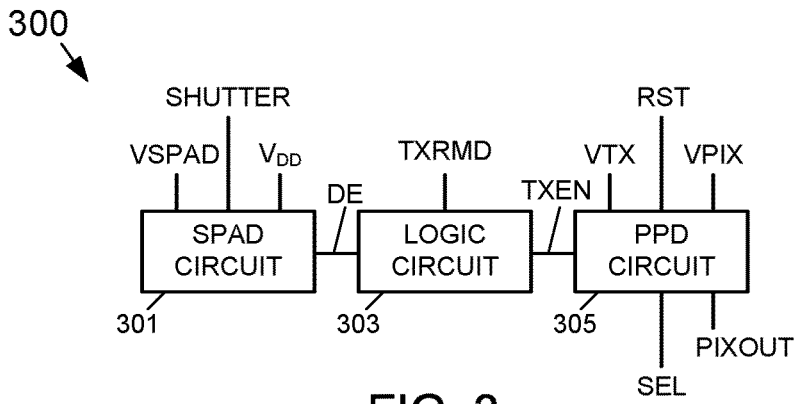 300
SHUTTER
RST
VSPAD
VDD
TXRMD
VTX
VPIX
DE
TXEN
SPAD
CIRCUIT
LOGIC
CIRCUIT
PPD
CIRCUIT
301
303
305
PIXOUT
SEL